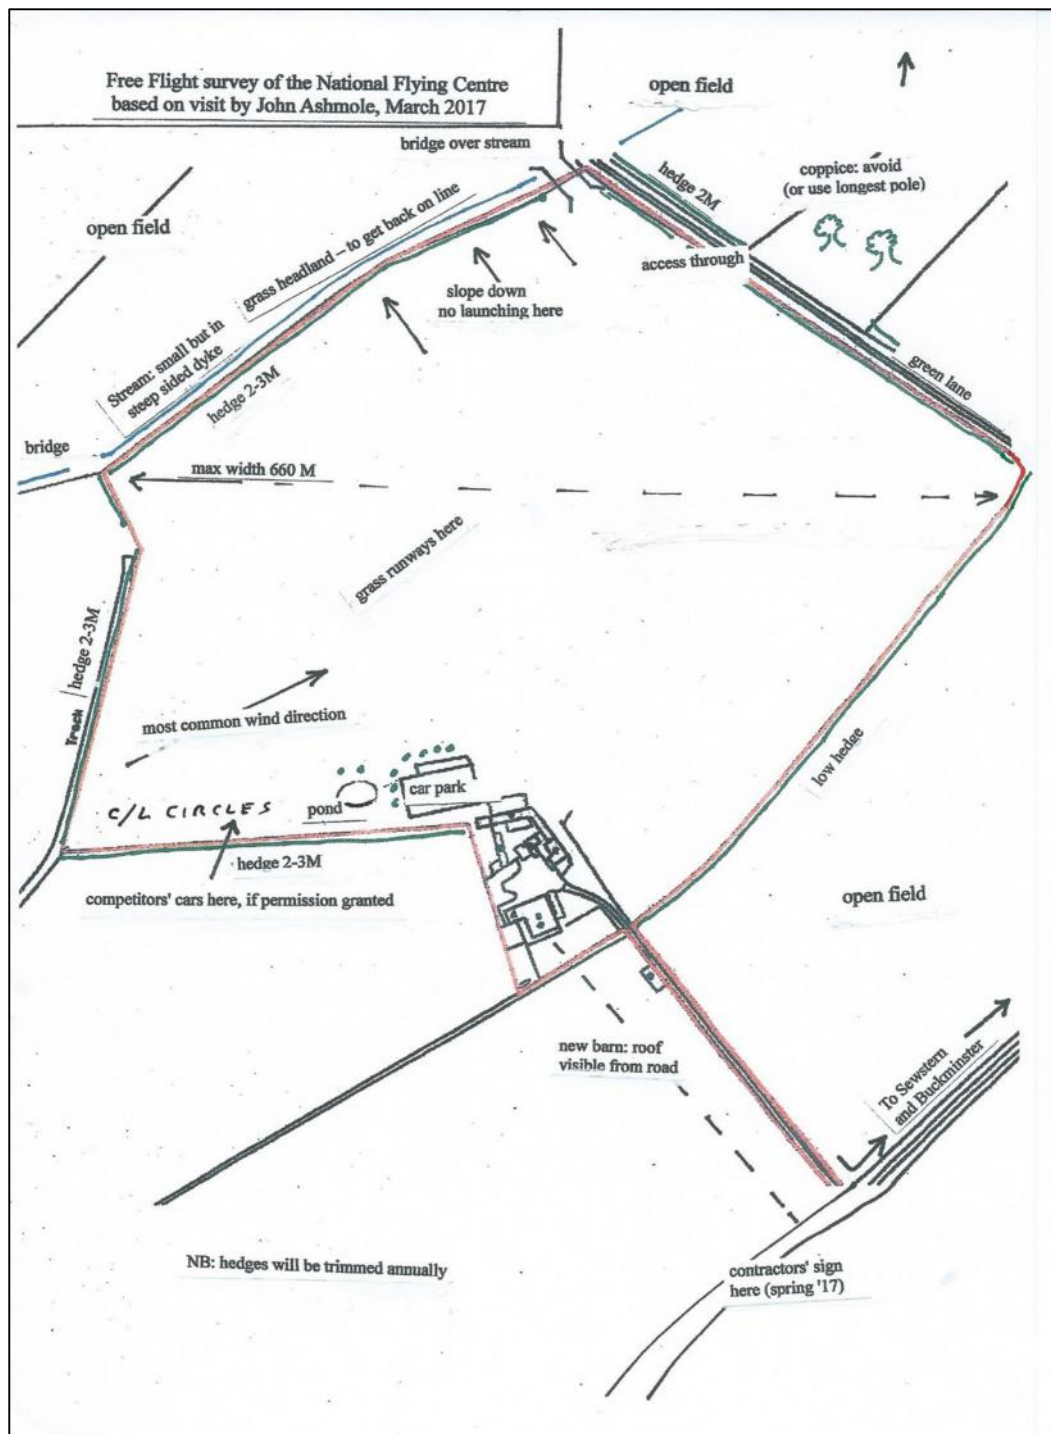 Free Flight survey of the National Flying Centre
based on visit by John Ashmole, March 2017
open field
bridge over stream
hedge 2M
coppice: avoid
(or use longest pole)
open field
grass headland – to get back on line
access through
slope down
no launching here
Stream: small but in
steep sided dyke
hedge 2-3M
green lane
bridge
max width 660 M
grass runways here
hedge 2-3M
Track
most common wind direction
low hedge
car park
pond
C/L CIRCLES
hedge 2-3M
competitors' cars here, if permission granted
open field
new barn: roof
visible from road
To Sewstern
and Buckminster
NB: hedges will be trimmed annually
contractors' sign
here (spring '17)